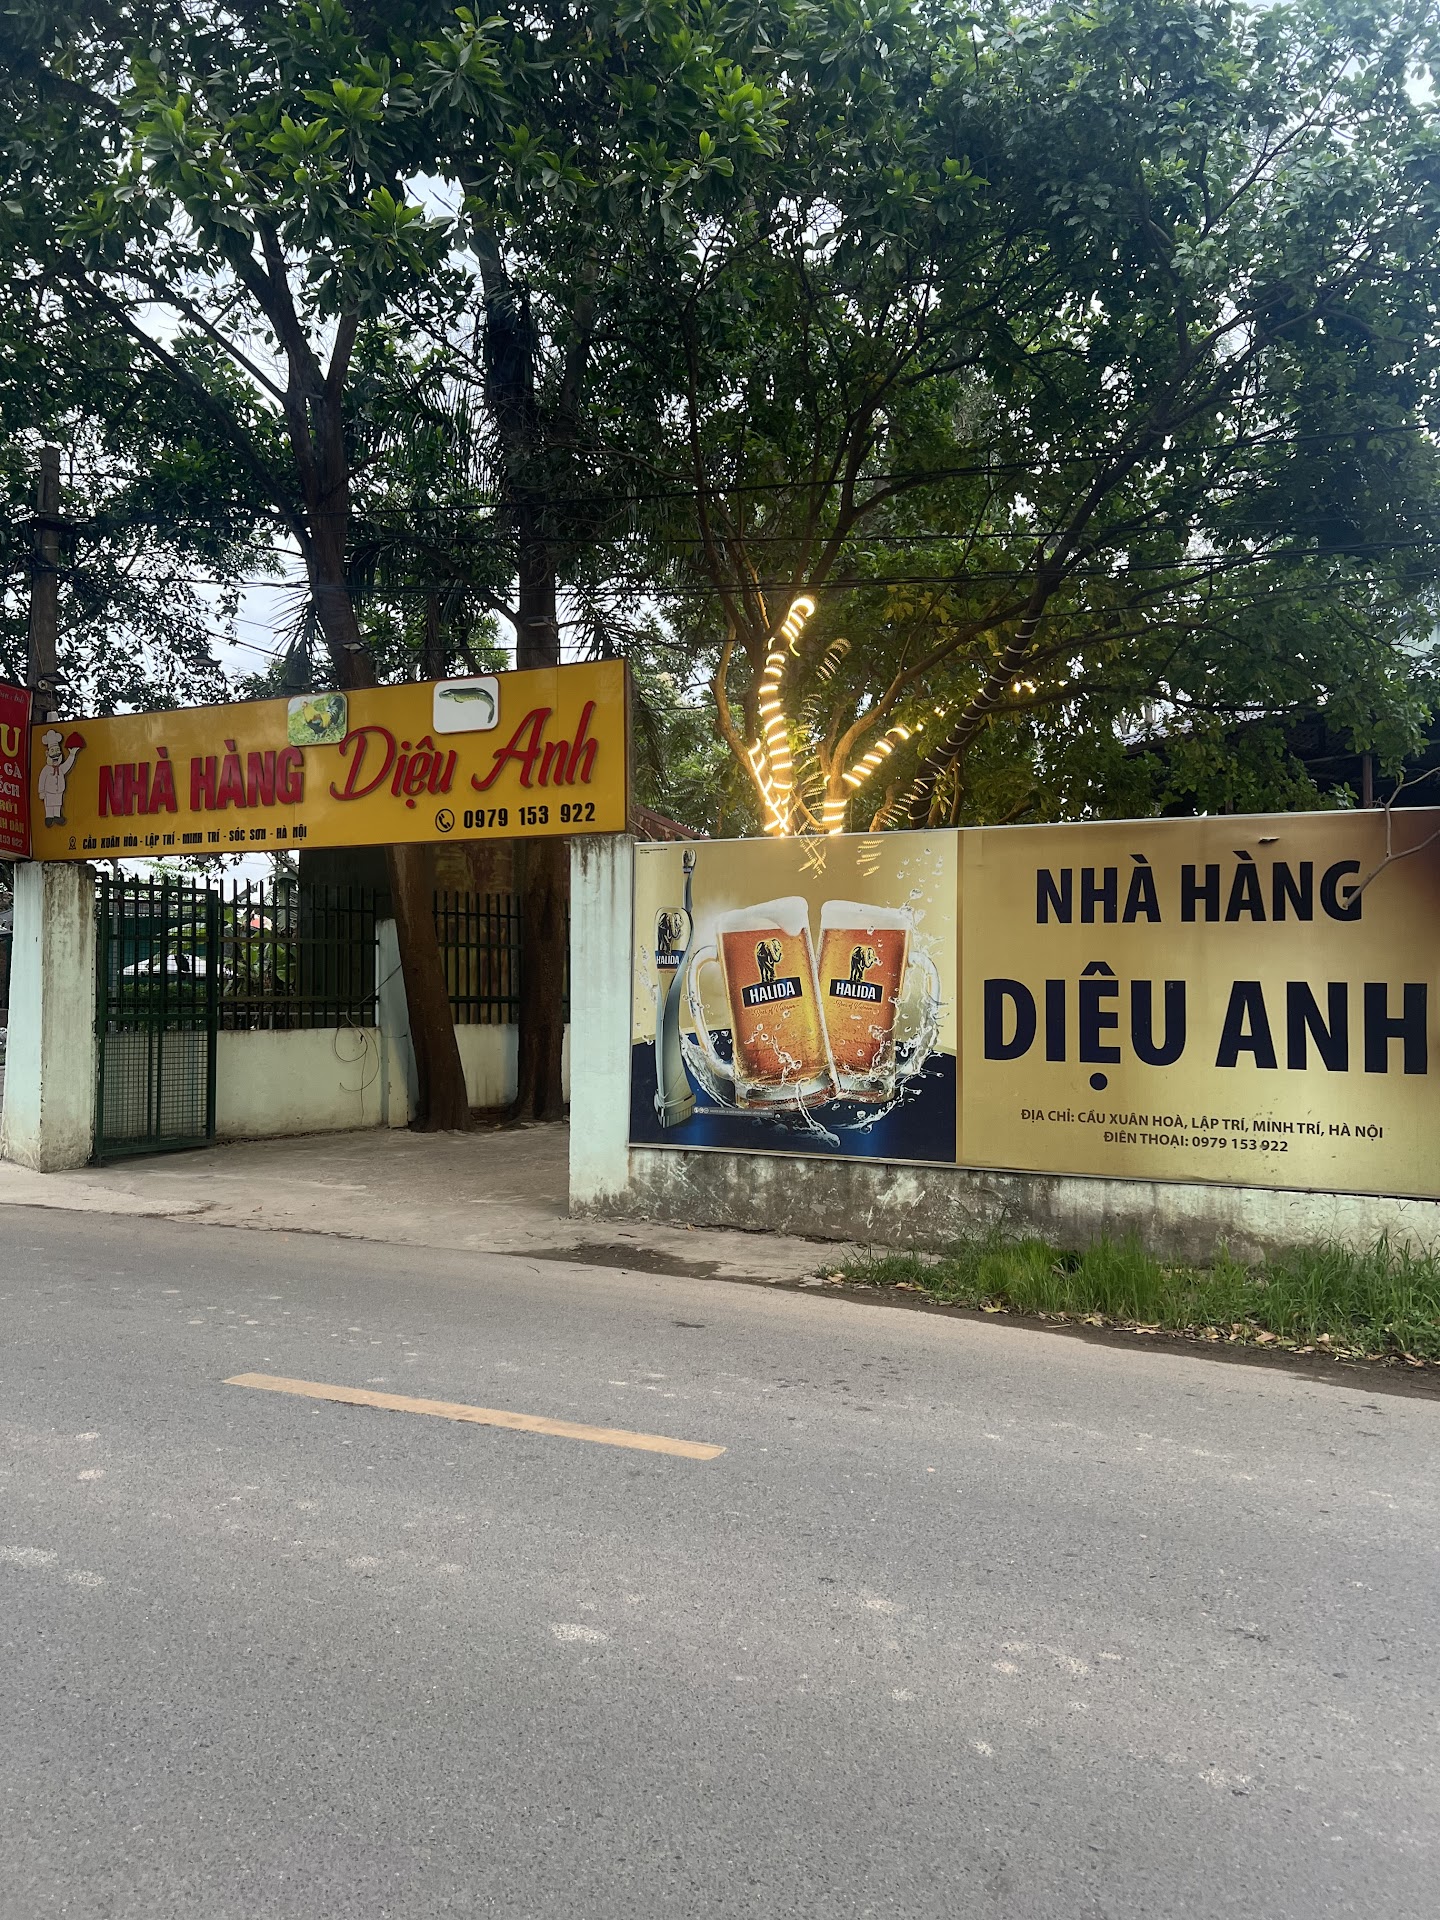 U
GÀ
NHÀ HÀNG Diệu Anh
0979 153 922
CẦU XUÂN HÒA - LẬP TRÍ - MINH TRÍ - SÓC SƠN - HÀ NỘI
HALIDA
HALIDA
HALIDA
NHÀ HÀNG
DIỆU ANH
ĐỊA CHỈ: CẦU XUÂN HOÀ, LẬP TRÍ, MINH TRÍ, HÀ NỘI
ĐIỆN THOẠI: 0979 153 922